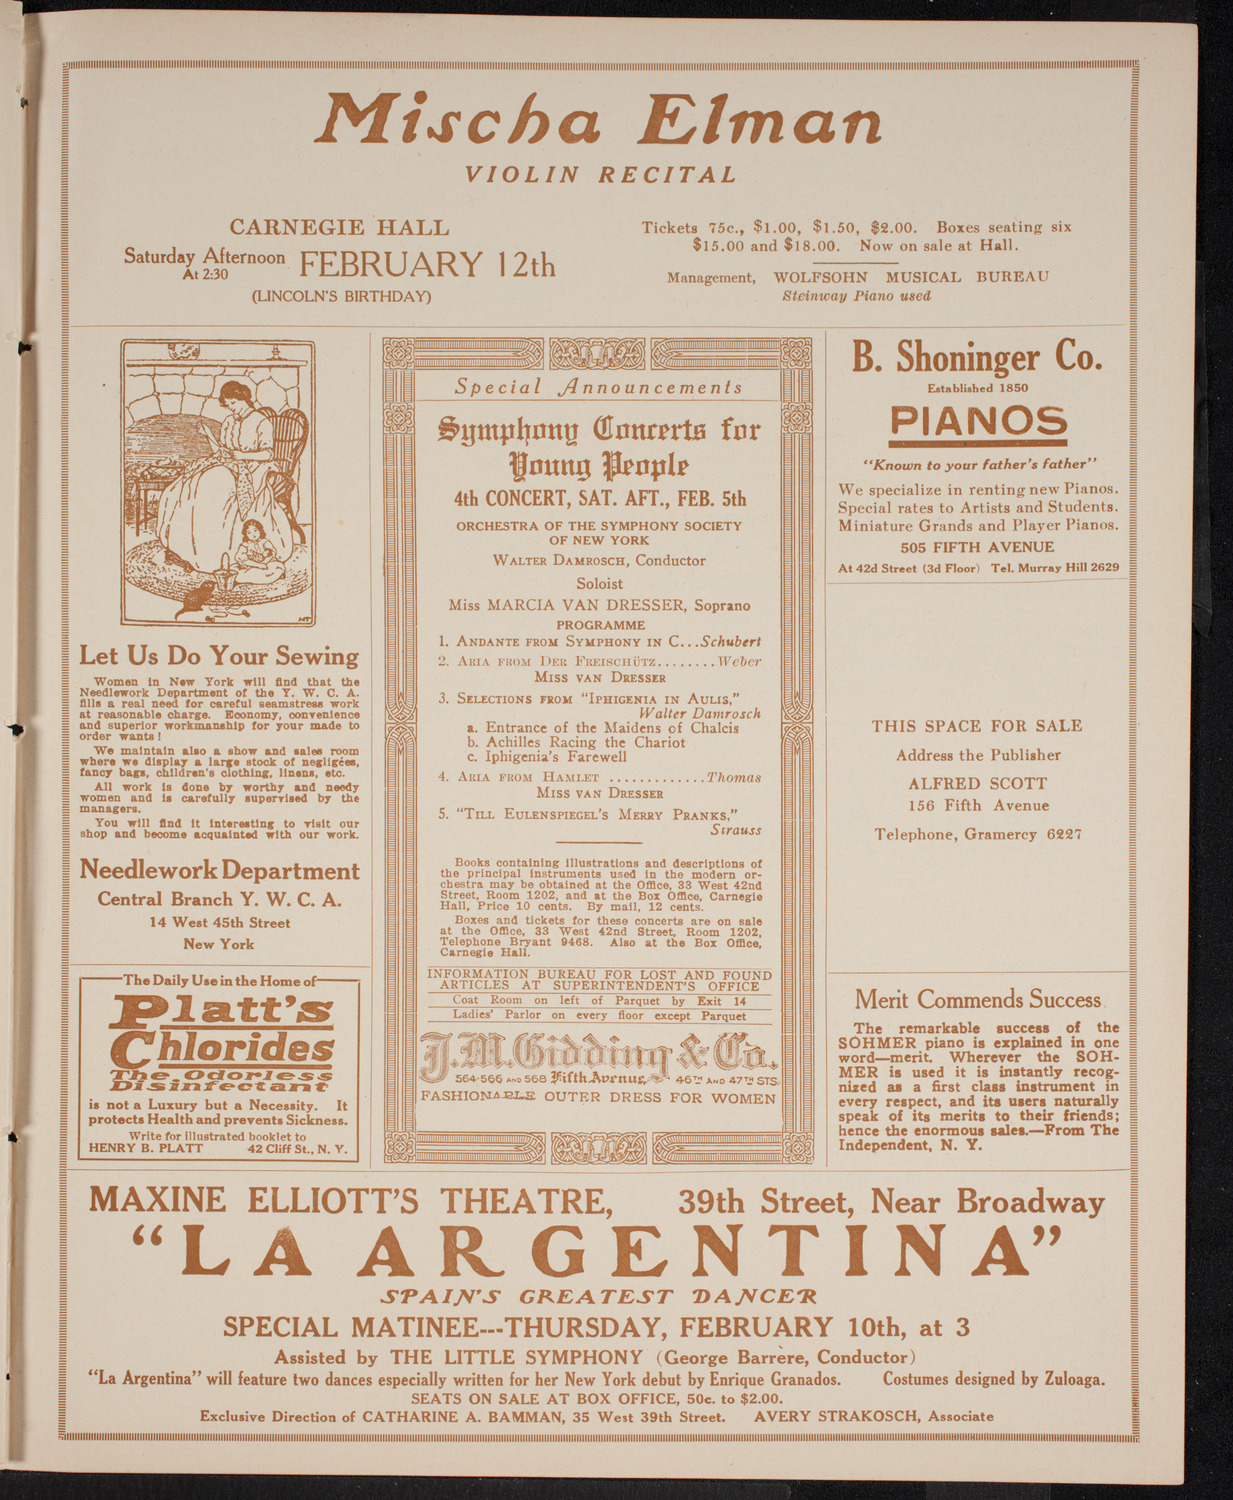 Mischa Elman
VIOLIN RECITAL
CARNEGIE HALL
Saturday Afternoon
At 2:30
FEBRUARY 12th
(LINCOLN'S BIRTHDAY)
Tickets 75c., $1.00, $1.50, $2.00. Boxes seating six
$15.00 and $18.00. Now on sale at Hall.
Management, WOLFSOHN MUSICAL BUREAU
Steinway Piano used
Let Us Do Your Sewing
Women in New York will find that the
Needlework Department of the Y. W. C. A.
fills a real need for careful seamstress work
at reasonable charge. Economy, convenience
and superior workmanship for your made to
order wants!
We maintain also a show and sales room
where we display a large stock of negligées,
fancy bags, children's clothing, linens, etc.
All work is done by worthy and needy
women and is carefully supervised by the
managers.
You will find it interesting to visit our
shop and become acquainted with our work.
Needlework Department
Central Branch Y. W. C. A.
14 West 45th Street
New York
The Daily Use in the Home of
Platt's
Chlorides
The Odorless
Disinfectant
is not a Luxury but a Necessity. It
protects Health and prevents Sickness.
Write for illustrated booklet to
HENRY B. PLATT 42 Cliff St., N. Y.
Special Announcements
Symphony Concerts for
Young People
4th CONCERT, SAT. AFT., FEB. 5th
ORCHESTRA OF THE SYMPHONY SOCIETY
OF NEW YORK
WALTER DAMROSCH, Conductor
Soloist
Miss MARCIA VAN DRESSER, Soprano
PROGRAMME
1. ANDANTE FROM SYMPHONY IN C...Schubert
2. ARIA FROM DER FREISCHÜTZ........Weber
MISS VAN DRESSER
3. SELECTIONS FROM "IPHIGENIA IN AULIS,"
Walter Damrosch
a. Entrance of the Maidens of Chalcis
b. Achilles Racing the Chariot
c. Iphigenia's Farewell
4. ARIA FROM HAMLET .............Thomas
MISS VAN DRESSER
5. "TILL EULENSPIEGEL'S MERRY PRANKS,"
Strauss
Books containing illustrations and descriptions of
the principal instruments used in the modern or-
chestra may be obtained at the Office, 33 West 42nd
Street, Room 1202, and at the Box Office, Carnegie
Hall, Price 10 cents. By mail, 12 cents.
Boxes and tickets for these concerts are on sale
at the Office, 33 West 42nd Street, Room 1202,
Telephone Bryant 9468. Also at the Box Office,
Carnegie Hall.
INFORMATION BUREAU FOR LOST AND FOUND
ARTICLES AT SUPERINTENDENT'S OFFICE
Coat Room on left of Parquet by Exit 14
Ladies' Parlor on every floor except Parquet
J. M. Gidding & Co.
564-566 AND 568 Fifth Avenue 46TH AND 47TH STS.
FASHIONABLE OUTER DRESS FOR WOMEN
B. Shoninger Co.
Established 1850
PIANOS
"Known to your father's father"
We specialize in renting new Pianos.
Special rates to Artists and Students.
Miniature Grands and Player Pianos.
505 FIFTH AVENUE
At 42d Street (3d Floor) Tel. Murray Hill 2629
THIS SPACE FOR SALE
Address the Publisher
ALFRED SCOTT
156 Fifth Avenue
Telephone, Gramercy 6227
Merit Commends Success
The remarkable success of the
SOHMER piano is explained in one
word—merit. Wherever the SOH-
MER is used it is instantly recog-
nized as a first class instrument in
every respect, and its users naturally
speak of its merits to their friends;
hence the enormous sales.—From The
Independent, N. Y.
MAXINE ELLIOTT'S THEATRE, 39th Street, Near Broadway
"LA ARGENTINA"
SPAIN'S GREATEST DANCER
SPECIAL MATINEE---THURSDAY, FEBRUARY 10th, at 3
Assisted by THE LITTLE SYMPHONY (George Barrère, Conductor)
"La Argentina" will feature two dances especially written for her New York debut by Enrique Granados. Costumes designed by Zuloaga.
SEATS ON SALE AT BOX OFFICE, 50c. to $2.00.
Exclusive Direction of CATHARINE A. BAMMAN, 35 West 39th Street. AVERY STRAKOSCH, Associate